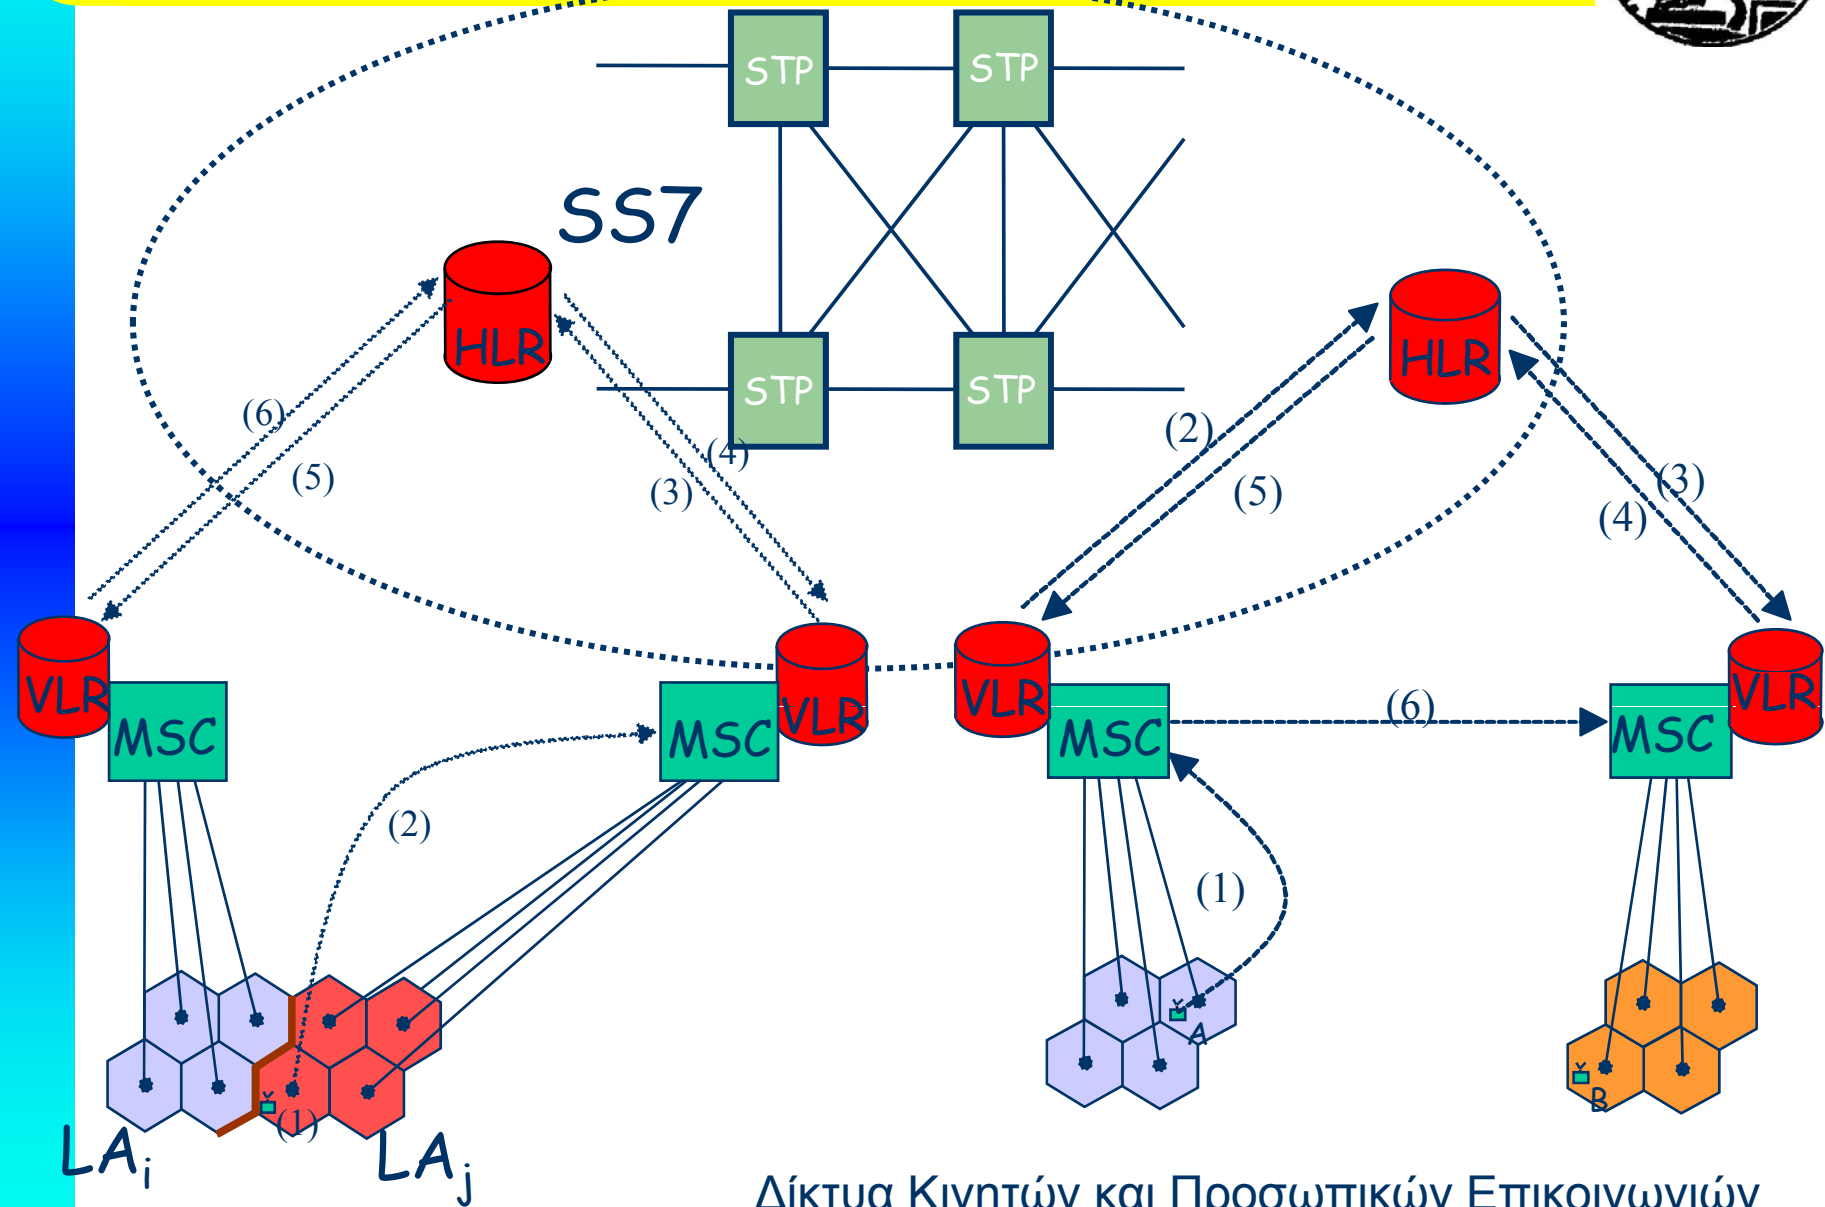 STP STP
SS7
HLR
HLR
STP STP
(6)
(5)
(4)
(3)
(2)
(5)
(3)
(4)
VLR
MSC
MSC
VLR
VLR
MSC
(6)
MSC
VLR
(2)
(1)
A
B
(1)
LAi
LAj
Δίκτυα Κινητών και Προσωπικών Επικοινωνιών